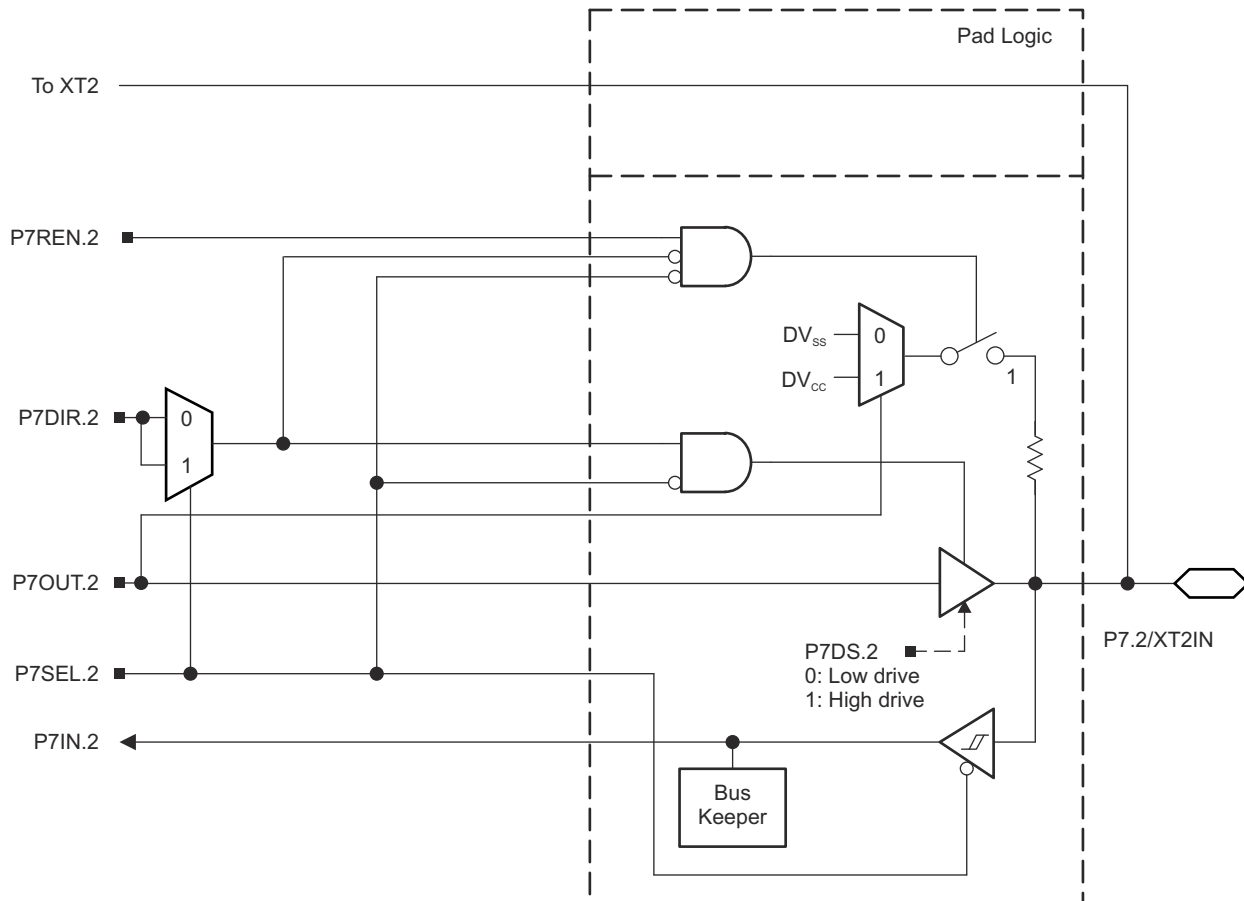 Pad Logic
To XT2
P7REN.2
DVSS
0
DVCC
1
1
P7DIR.2
0
1
P7OUT.2
P7DS.2
0: Low drive
1: High drive
P7.2/XT2IN
P7SEL.2
P7IN.2
Bus
Keeper